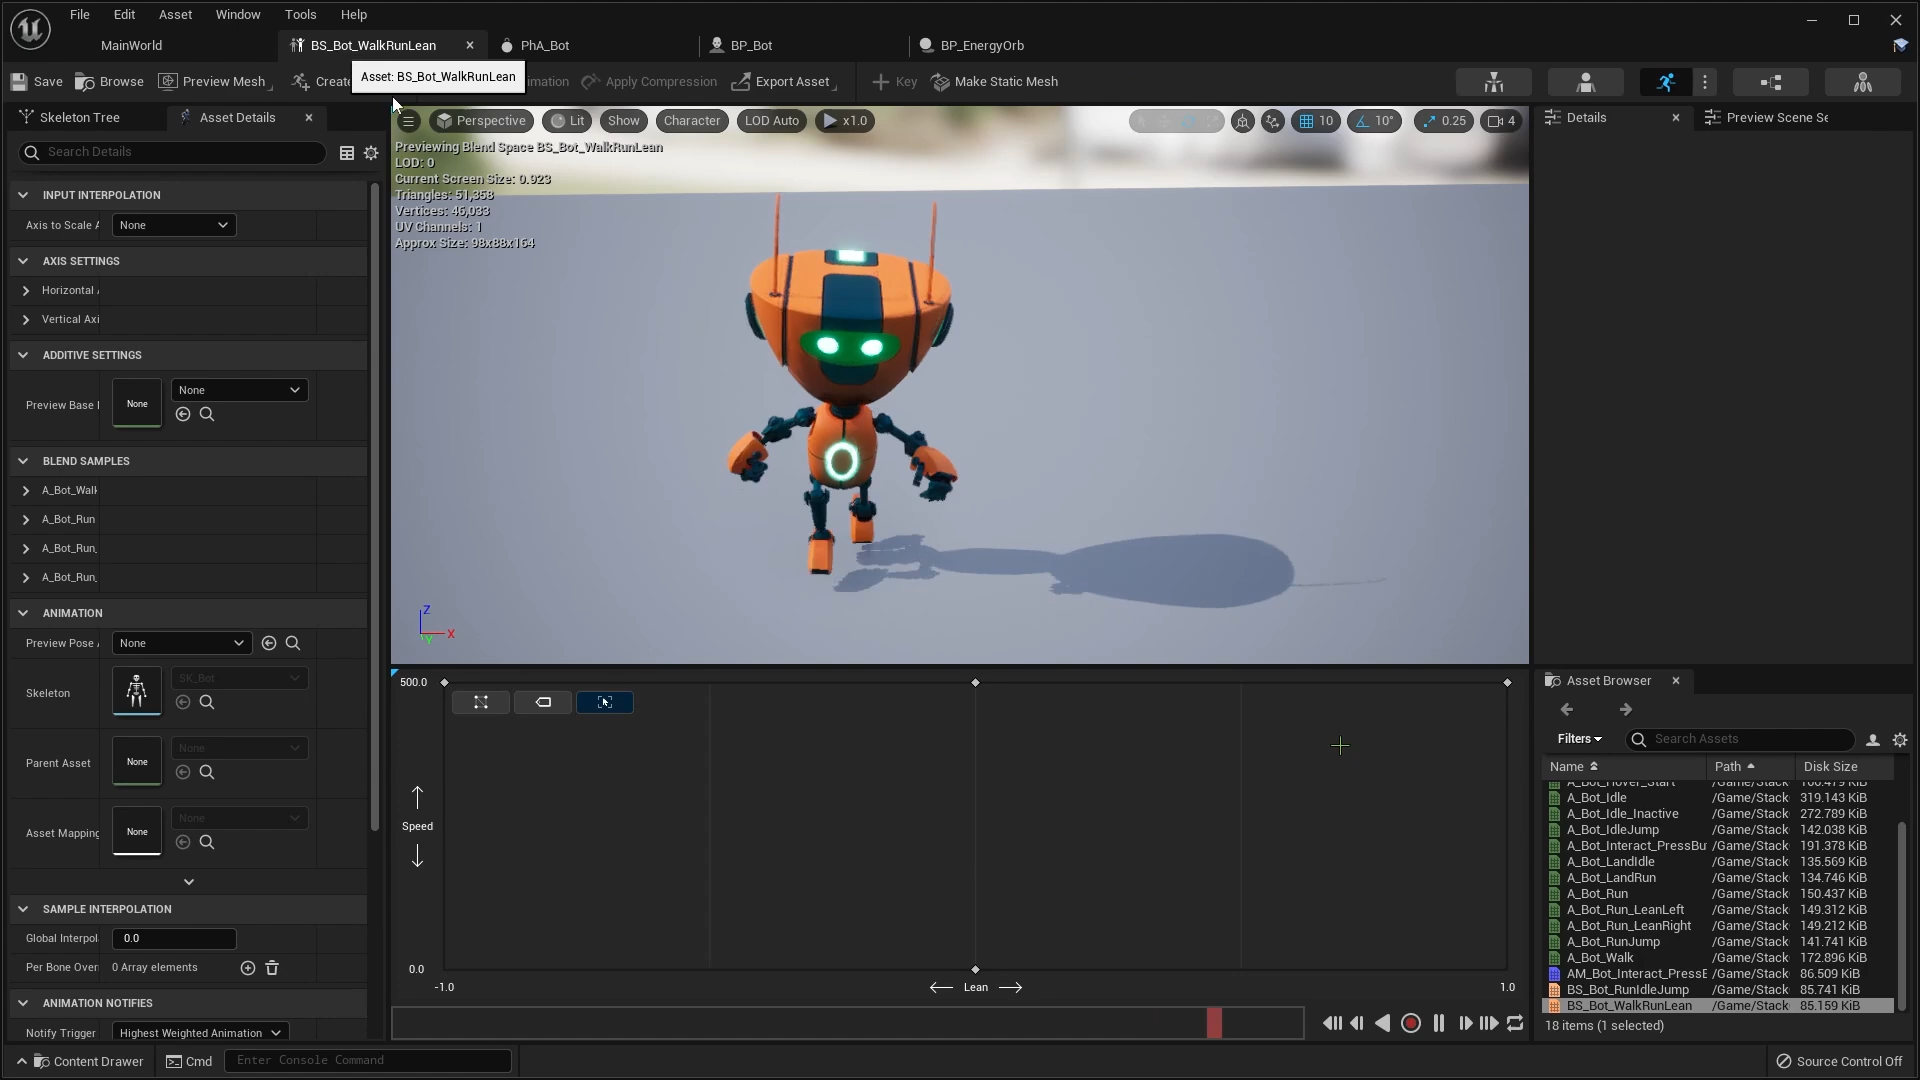 File Edit Asset Window Tools Help
MainWorld BS_Bot_WalkRunLean PhA_Bot BP_Bot BP_EnergyOrb
Save Browse Preview Mesh Create Asset: BS_Bot_WalkRunLean mation Apply Compression Export Asset Key Make Static Mesh
Skeleton Tree Asset Details
Search Details
INPUT INTERPOLATION
Axis to Scale A None
AXIS SETTINGS
Horizontal A
Vertical Axi
ADDITIVE SETTINGS
Preview Base None None
BLEND SAMPLES
A_Bot_Walk
A_Bot_Run
A_Bot_Run_
A_Bot_Run_
ANIMATION
Preview Pose None
Skeleton SK_Bot
Parent Asset None None
Asset Mapping None None
SAMPLE INTERPOLATION
Global Interpol 0.0
Per Bone Over 0 Array elements
ANIMATION NOTIFIES
Notify Trigger Highest Weighted Animation
Perspective Lit Show Character LOD Auto x1.0 10 10° 0.25 4
Previewing Blend Space BS_Bot_WalkRunLean
LOD: 0
Current Screen Size: 0.923
Triangles: 51,358
Vertices: 46,033
UV Channels: 1
Approx Size: 98x88x164
Z
X
Y
500.0
Speed
0.0
-1.0 Lean 1.0
Details Preview Scene Se
Asset Browser
Filters Search Assets
Name Path Disk Size
A_Bot_Hover_Start /Game/Stack 166.479 KiB
A_Bot_Idle /Game/Stack 319.143 KiB
A_Bot_Idle_Inactive /Game/Stack 272.789 KiB
A_Bot_IdleJump /Game/Stack 142.038 KiB
A_Bot_Interact_PressBu /Game/Stack 191.378 KiB
A_Bot_LandIdle /Game/Stack 135.569 KiB
A_Bot_LandRun /Game/Stack 134.746 KiB
A_Bot_Run /Game/Stack 150.437 KiB
A_Bot_Run_LeanLeft /Game/Stack 149.312 KiB
A_Bot_Run_LeanRight /Game/Stack 149.212 KiB
A_Bot_RunJump /Game/Stack 141.741 KiB
A_Bot_Walk /Game/Stack 172.896 KiB
AM_Bot_Interact_PressE /Game/Stack 86.509 KiB
BS_Bot_RunIdleJump /Game/Stack 85.741 KiB
BS_Bot_WalkRunLean /Game/Stack 85.159 KiB
18 items (1 selected)
Content Drawer Cmd Enter Console Command Source Control Off